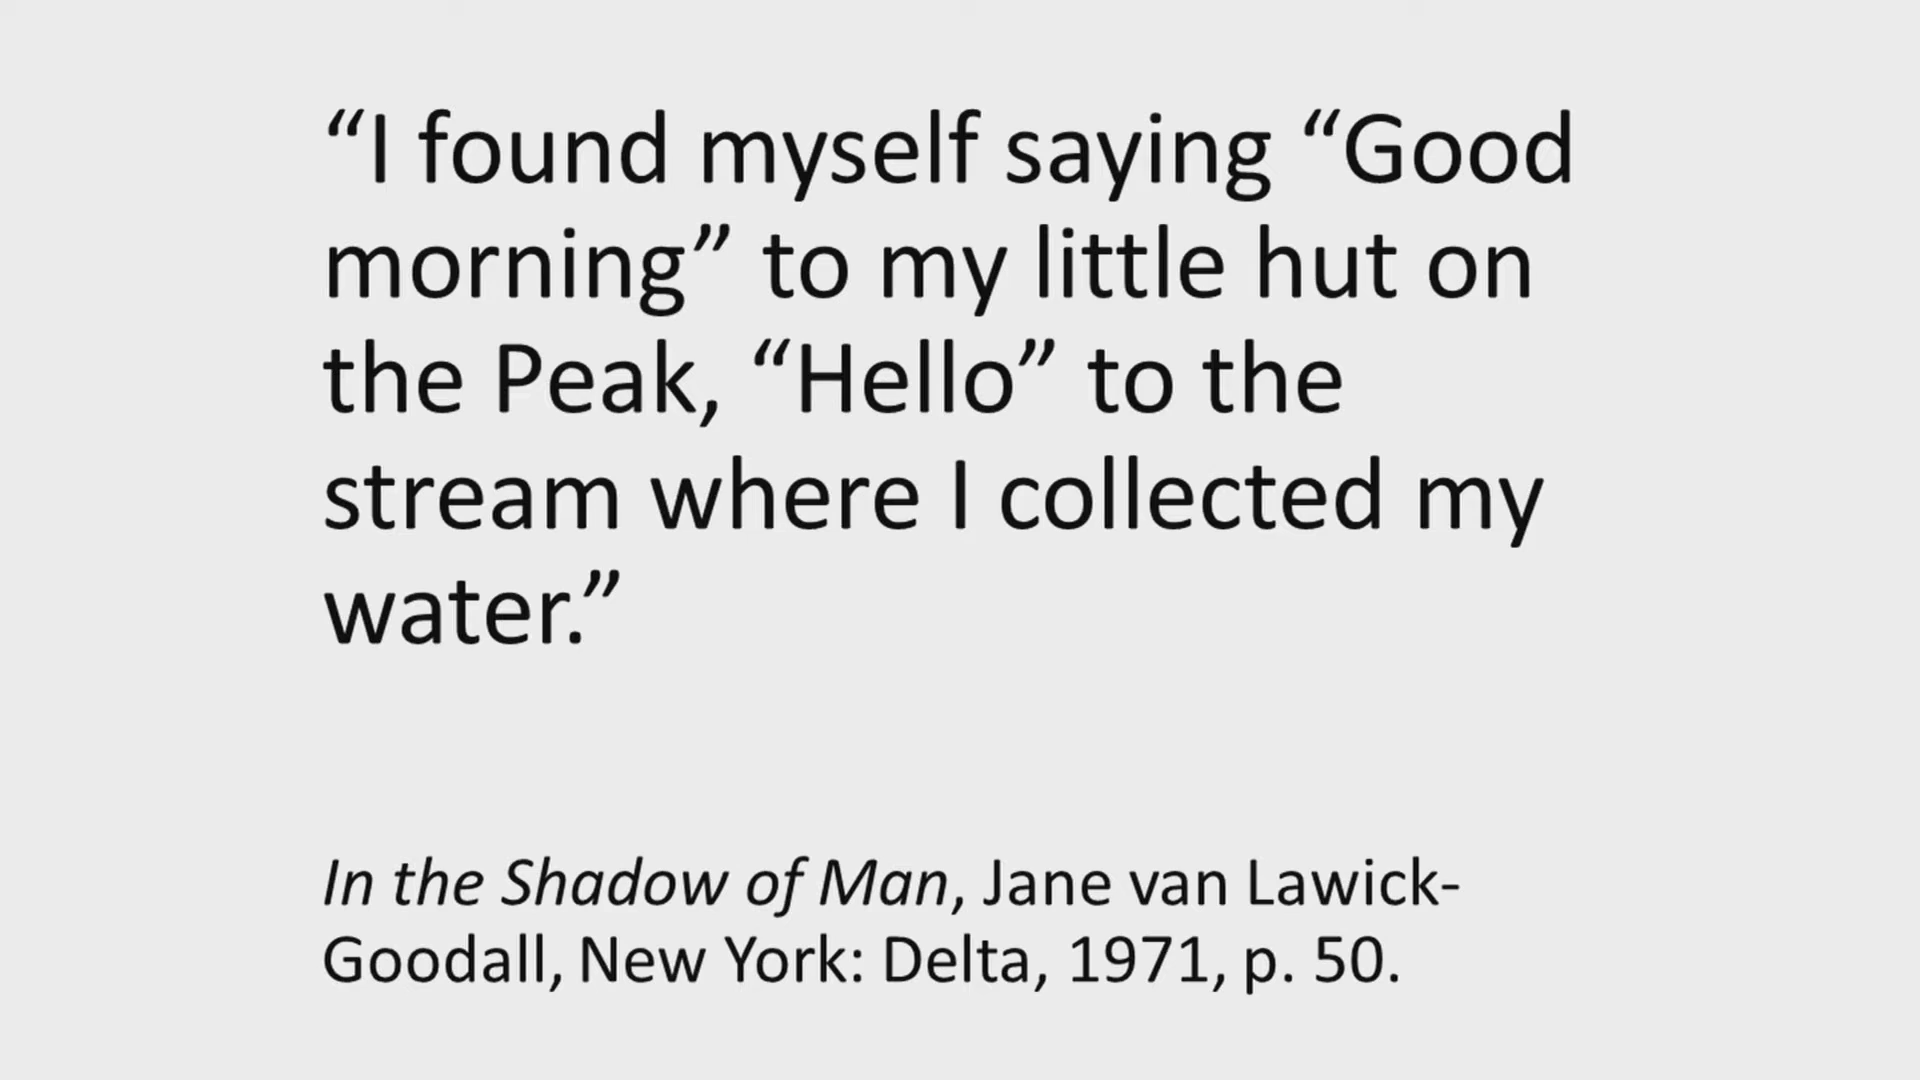 “I found myself saying “Good
morning” to my little hut on
the Peak, “Hello” to the
stream where I collected my
water.”
In the Shadow of Man, Jane van Lawick-
Goodall, New York: Delta, 1971, p. 50.